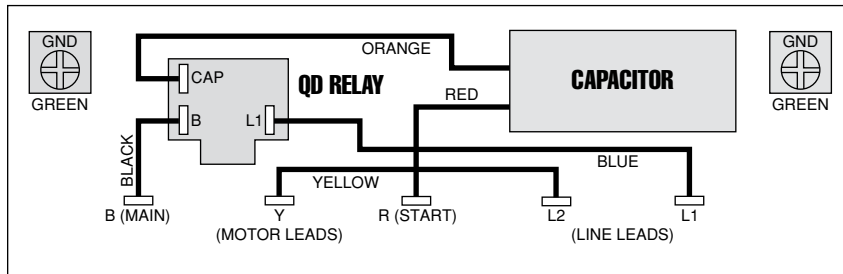 GND
GREEN
ORANGE
CAP
QD RELAY
B
L1
CAPACITOR
GND
GREEN
RED
BLACK
BLUE
YELLOW
B (MAIN)
Y
R (START)
L2
L1
(MOTOR LEADS)
(LINE LEADS)